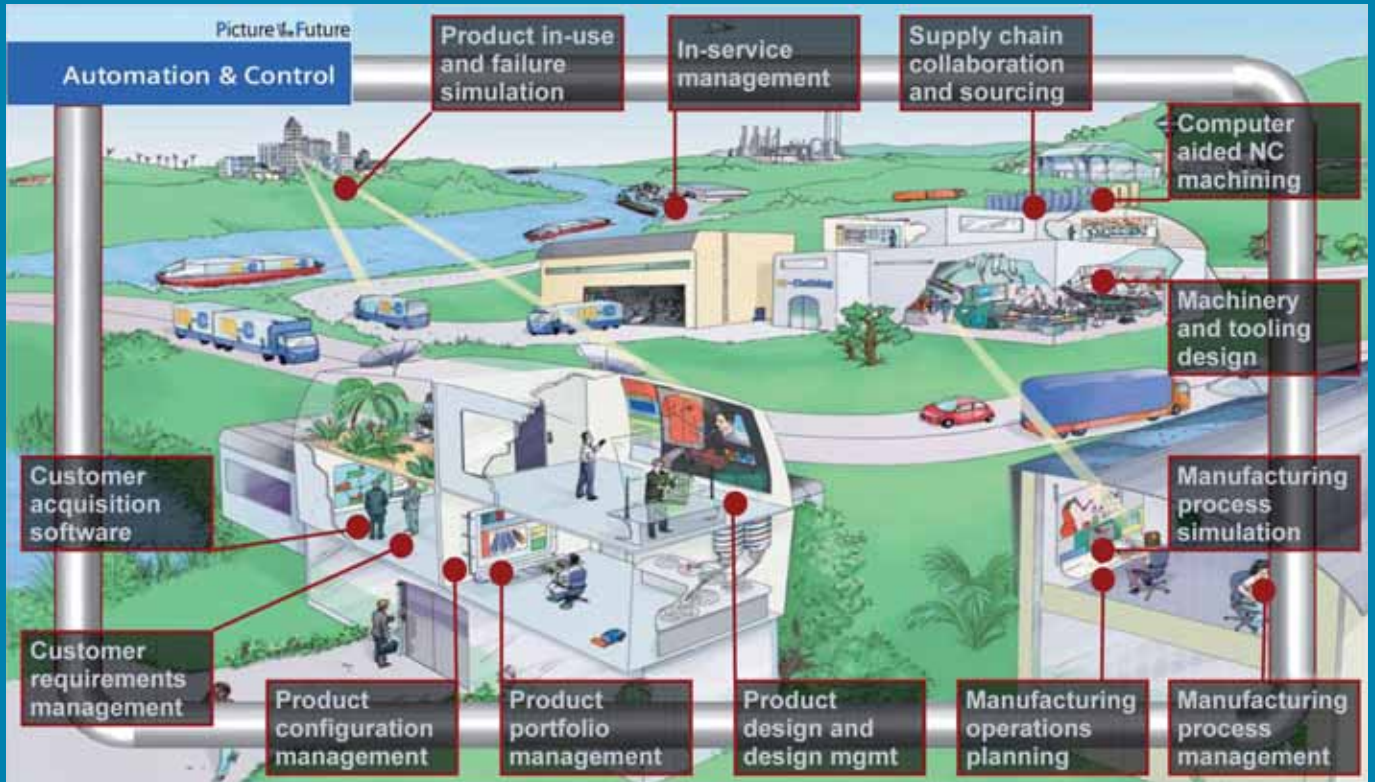 Picture of the Future
Automation & Control
Product in-use
and failure
simulation
In-service
management
Supply chain
collaboration
and sourcing
Computer
aided NC
machining
Machinery
and tooling
design
Customer
acquisition
software
Manufacturing
process
simulation
Customer
requirements
management
Product
configuration
management
Product
portfolio
management
Product
design and
design mgmt
Manufacturing
operations
planning
Manufacturing
process
management